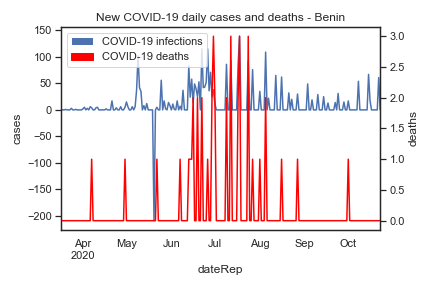 New COVID-19 daily cases and deaths - Benin
COVID-19 infections
COVID-19 deaths
cases
150
100
50
0
−50
−100
−150
−200
deaths
3.0
2.5
2.0
1.5
1.0
0.5
0.0
Apr
2020
May
Jun
Jul
Aug
Sep
Oct
dateRep